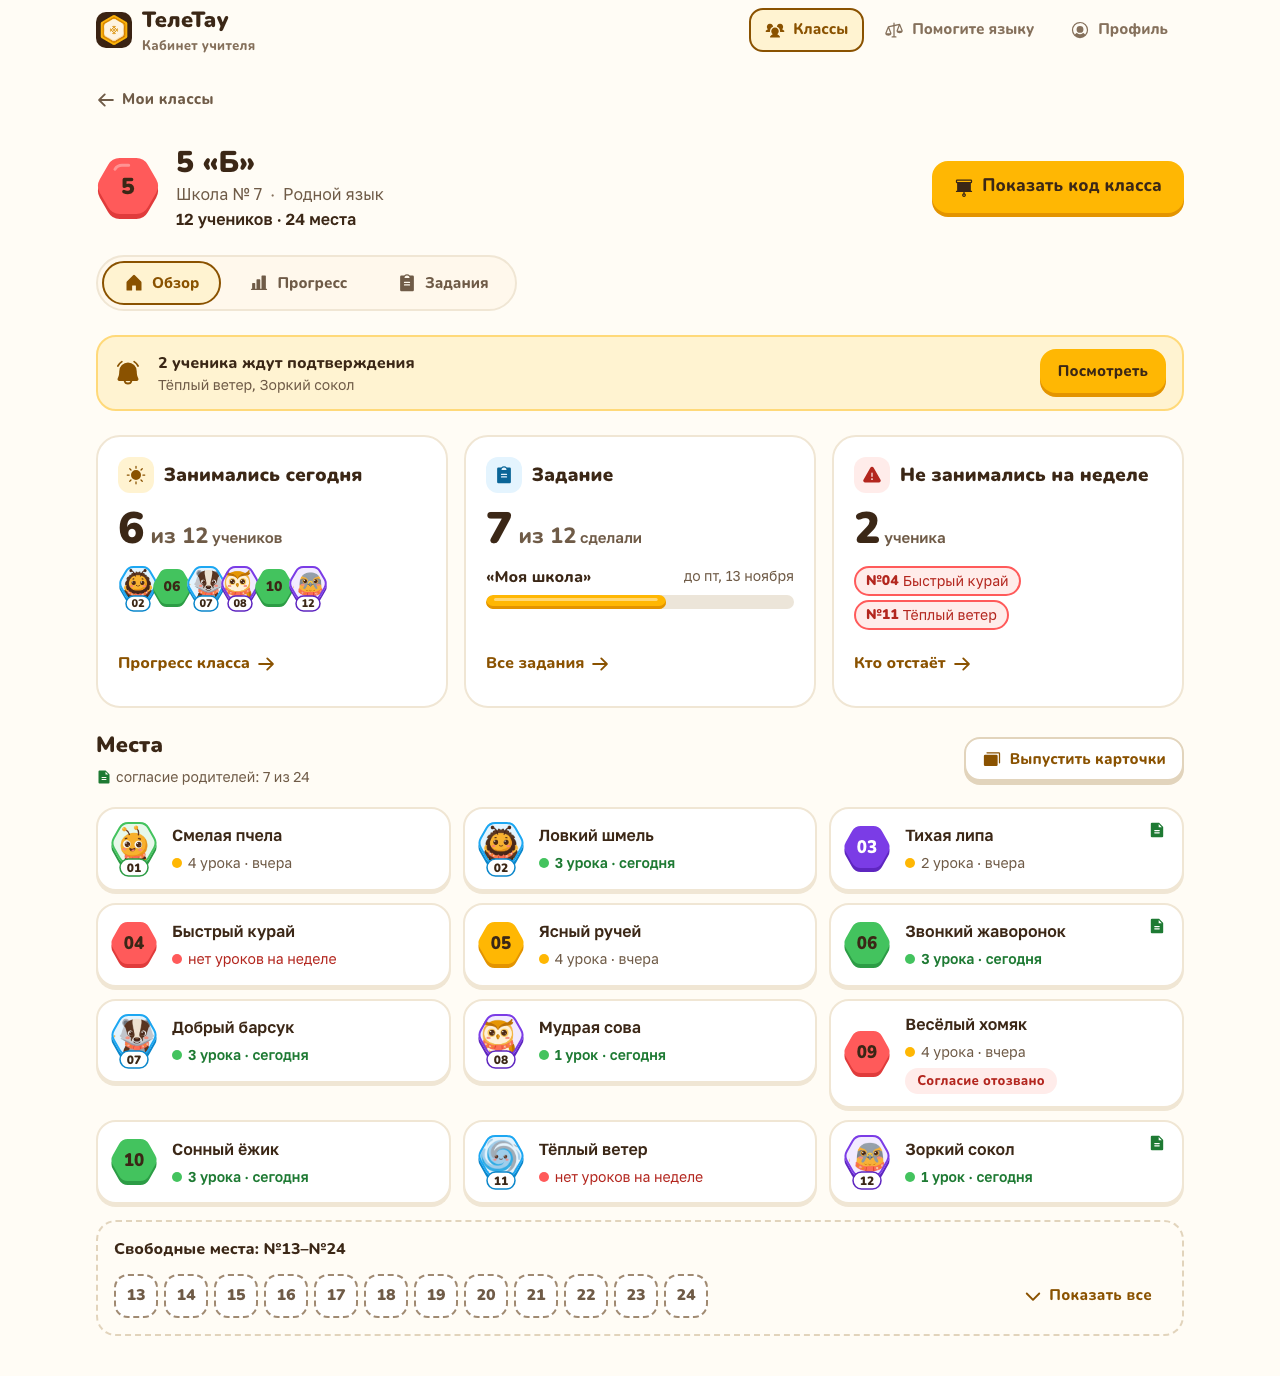 ТелеТау
Кабинет учителя
Классы
Помогите языку
Профиль
Мои классы
5
5 «Б»
Школа № 7 · Родной язык
12 учеников · 24 места
Показать код класса
Обзор
Прогресс
Задания
2 ученика ждут подтверждения
Тёплый ветер, Зоркий сокол
Посмотреть
Занимались сегодня
6 из 12 учеников
02 06 07 08 10 12
Прогресс класса
Задание
7 из 12 сделали
«Моя школа» до пт, 13 ноября
Все задания
Не занимались на неделе
2 ученика
№04 Быстрый курай
№11 Тёплый ветер
Кто отстаёт
Места
согласие родителей: 7 из 24
Выпустить карточки
01
Смелая пчела
4 урока · вчера
02
Ловкий шмель
3 урока · сегодня
03
Тихая липа
2 урока · вчера
04
Быстрый курай
нет уроков на неделе
05
Ясный ручей
4 урока · вчера
06
Звонкий жаворонок
3 урока · сегодня
07
Добрый барсук
3 урока · сегодня
08
Мудрая сова
1 урок · сегодня
09
Весёлый хомяк
4 урока · вчера
Согласие отозвано
10
Сонный ёжик
3 урока · сегодня
11
Тёплый ветер
нет уроков на неделе
12
Зоркий сокол
1 урок · сегодня
Свободные места: №13–№24
13 14 15 16 17 18 19 20 21 22 23 24
Показать все